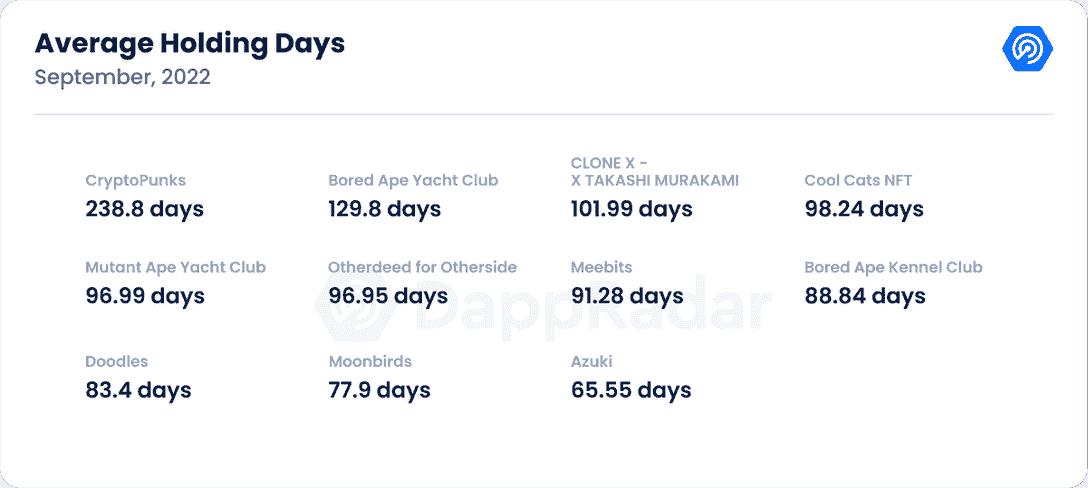 Average Holding Days
September, 2022
CryptoPunks
238.8 days
Bored Ape Yacht Club
129.8 days
CLONE X -
X TAKASHI MURAKAMI
101.99 days
Cool Cats NFT
98.24 days
Mutant Ape Yacht Club
96.99 days
Otherdeed for Otherside
96.95 days
Meebits
91.28 days
Bored Ape Kennel Club
88.84 days
DappRadar
Doodles
83.4 days
Moonbirds
77.9 days
Azuki
65.55 days